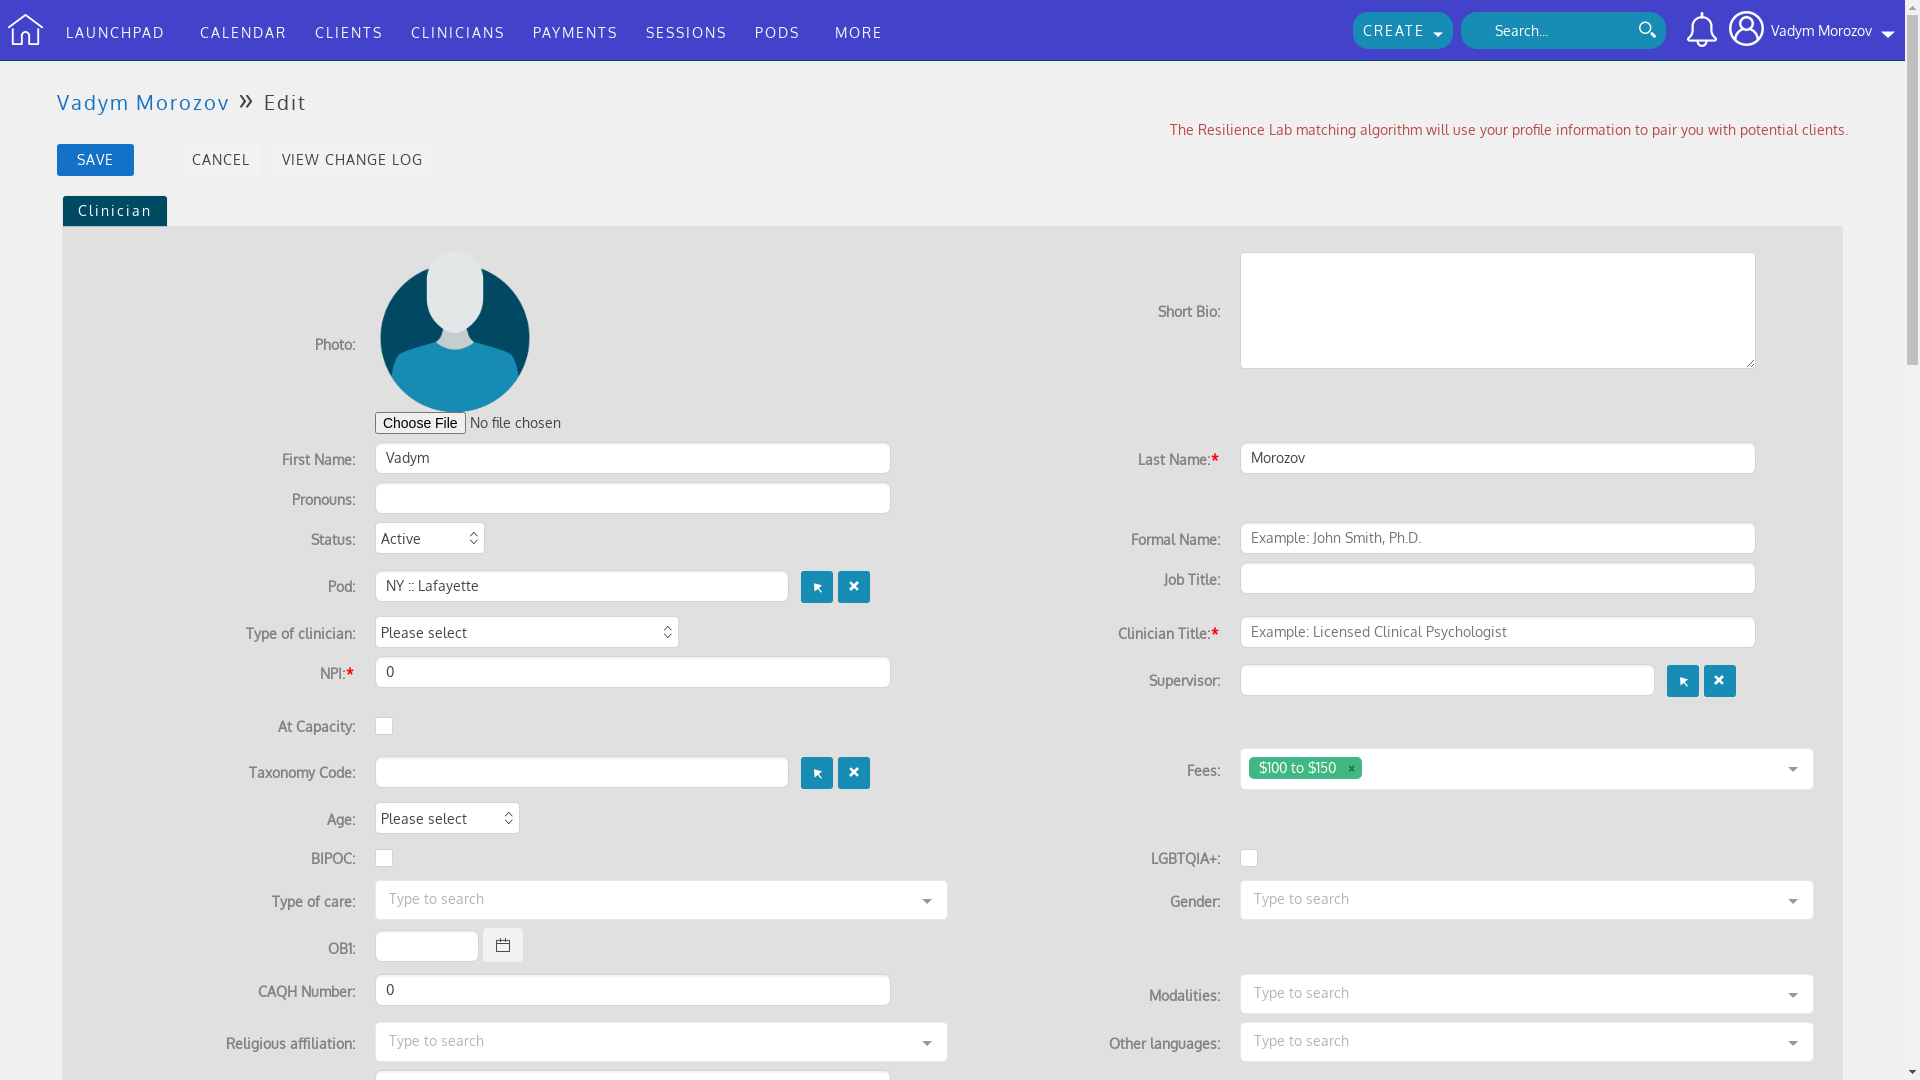 LAUNCHPAD CALENDAR CLIENTS CLINICIANS PAYMENTS SESSIONS PODS MORE CREATE Search... Vadym Morozov
Vadym Morozov » Edit
The Resilience Lab matching algorithm will use your profile information to pair you with potential clients.
SAVE CANCEL VIEW CHANGE LOG
Clinician
Photo:
Short Bio:
Choose File No file chosen
First Name: Vadym
Last Name:* Morozov
Pronouns:
Status: Active
Formal Name: Example: John Smith, Ph.D.
Pod: NY :: Lafayette
Job Title:
Type of clinician: Please select
Clinician Title:* Example: Licensed Clinical Psychologist
NPI:* 0
Supervisor:
At Capacity:
Taxonomy Code:
Fees: $100 to $150 ×
Age: Please select
BIPOC:
LGBTQIA+:
Type of care: Type to search
Gender: Type to search
OB1:
CAQH Number: 0
Modalities: Type to search
Religious affiliation: Type to search
Other languages: Type to search